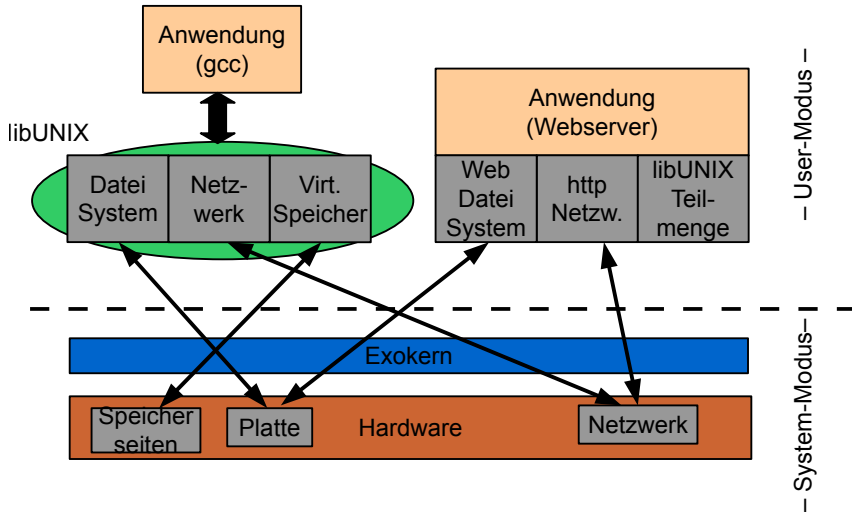 Anwendung
(gcc)
libUNIX
Datei
System
Netz-
werk
Virt.
Speicher
Anwendung
(Webserver)
Web
Datei
System
http
Netzw.
libUNIX
Teil-
menge
– User-Modus –
Exokern
Speicher
seiten
Platte
Hardware
Netzwerk
– System-Modus–